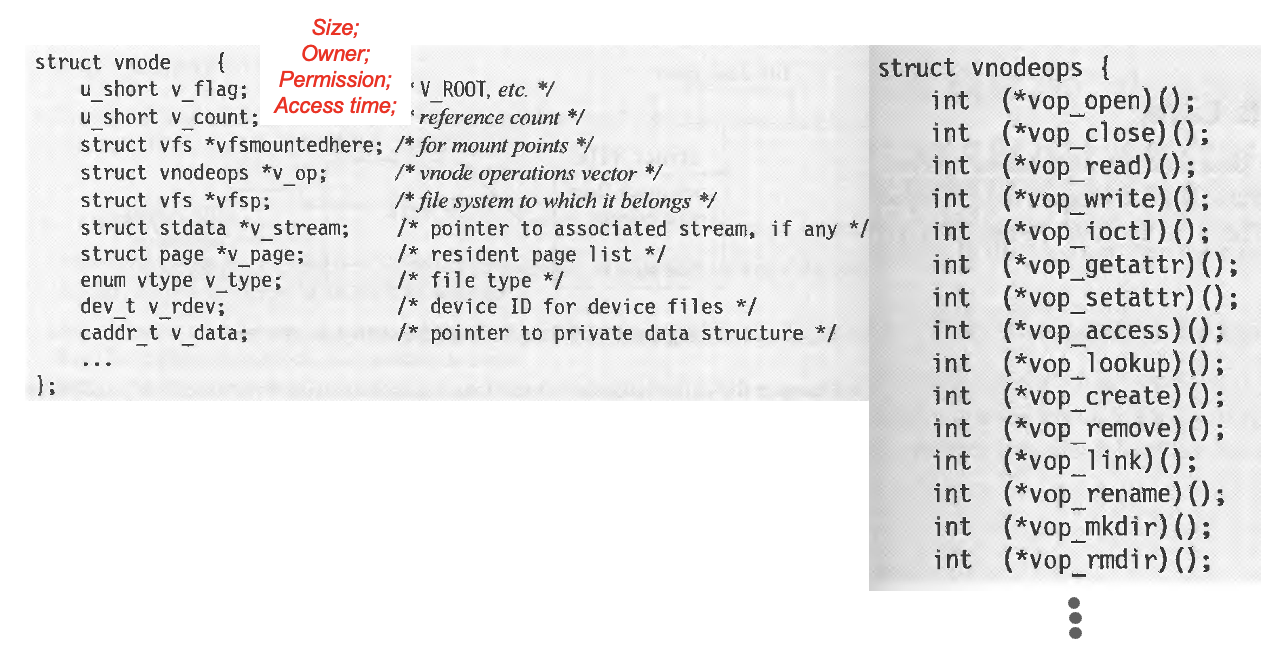 Size;
Owner;
Permission;
Access time;
struct vnode {
u_short v_flag; V_ROOT, etc. */
u_short v_count; reference count */
struct vfs *vfsmountedhere; /* for mount points */
struct vnodeops *v_op; /* vnode operations vector */
struct vfs *vfsp; /* file system to which it belongs */
struct stdata *v_stream; /* pointer to associated stream, if any */
struct page *v_page; /* resident page list */
enum vtype v_type; /* file type */
dev_t v_rdev; /* device ID for device files */
caddr_t v_data; /* pointer to private data structure */
...
};
struct vnodeops {
int (*vop_open)();
int (*vop_close)();
int (*vop_read)();
int (*vop_write)();
int (*vop_ioctl)();
int (*vop_getattr)();
int (*vop_setattr)();
int (*vop_access)();
int (*vop_lookup)();
int (*vop_create)();
int (*vop_remove)();
int (*vop_link)();
int (*vop_rename)();
int (*vop_mkdir)();
int (*vop_rmdir)();